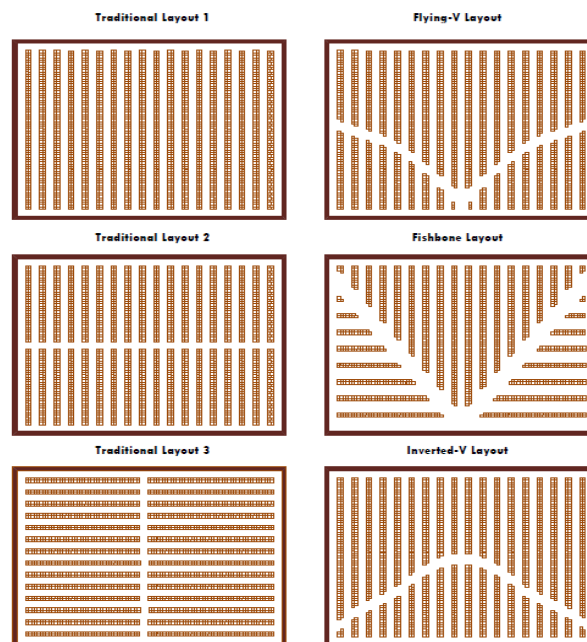 Traditional Layout 1
Flying-V Layout
Traditional Layout 2
Fishbone Layout
Traditional Layout 3
Inverted-V Layout